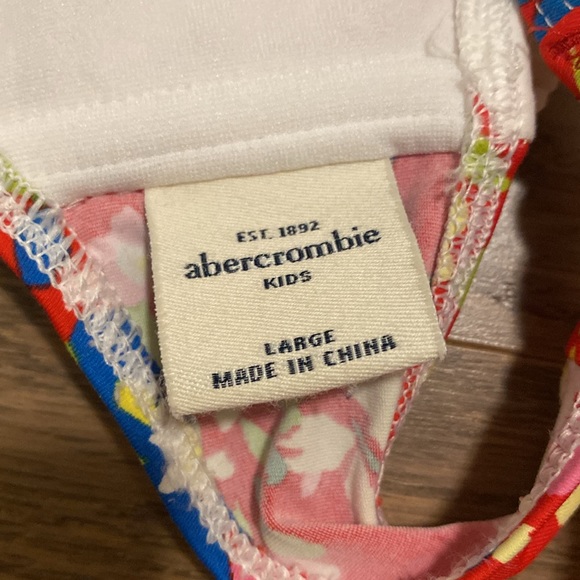 EST. 1892
abercrombie
KIDS
LARGE
MADE IN CHINA